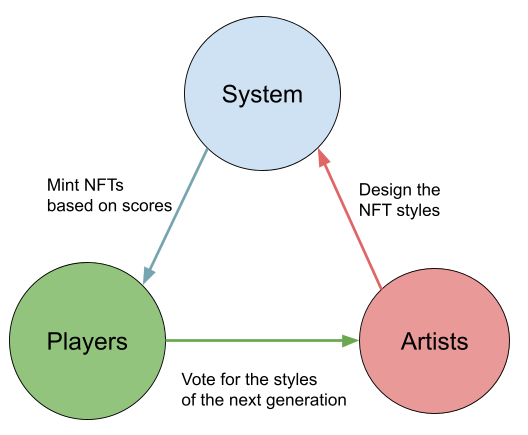 System
Mint NFTs
based on scores
Design the
NFT styles
Players
Artists
Vote for the styles
of the next generation